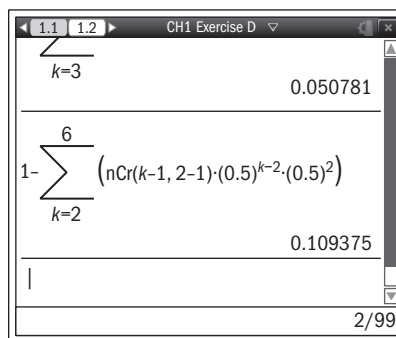 1.1 1.2 CH1 Exercise D
k=3
0.050781
6
1-∑(nCr(k-1, 2-1)·(0.5)^{k-2}·(0.5)^2)
k=2
0.109375
2/99